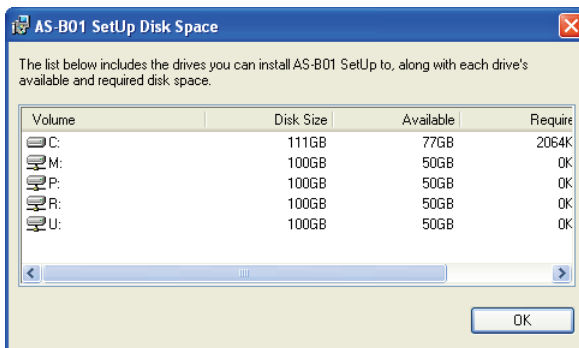 AS-B01 SetUp Disk Space
The list below includes the drives you can install AS-B01 SetUp to, along with each drive's
available and required disk space.
Volume Disk Size Available Require
C: 111GB 77GB 2064K
M: 100GB 50GB 0K
P: 100GB 50GB 0K
R: 100GB 50GB 0K
U: 100GB 50GB 0K
OK